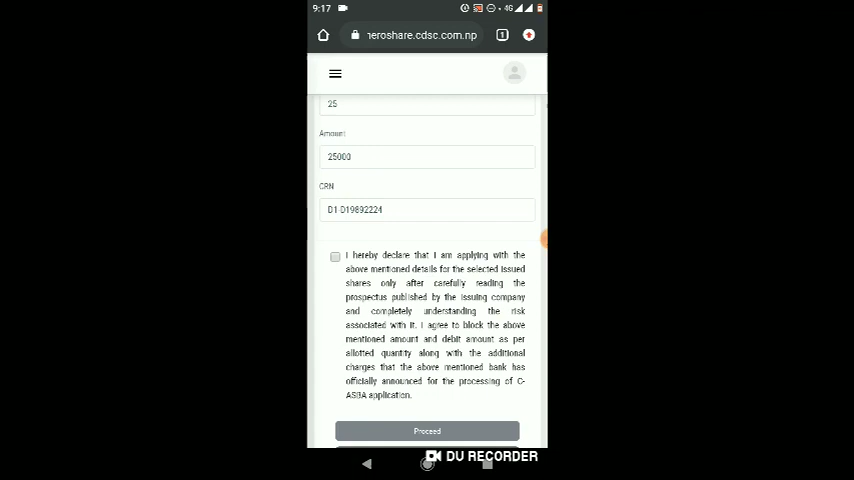 9:17
4G
neroshare.cdsc.com.np
1
25
Amount
25000
CRN
D1-D19892224
I hereby declare that I am applying with the
above mentioned details for the selected issued
shares only after carefully reading the
prospectus published by the issuing company
and completely understanding the risk
associated with it. I agree to block the above
mentioned amount and debit amount as per
allotted quantity along with the additional
charges that the above mentioned bank has
officially announced for the processing of C-
ASBA application.
Proceed
DU RECORDER